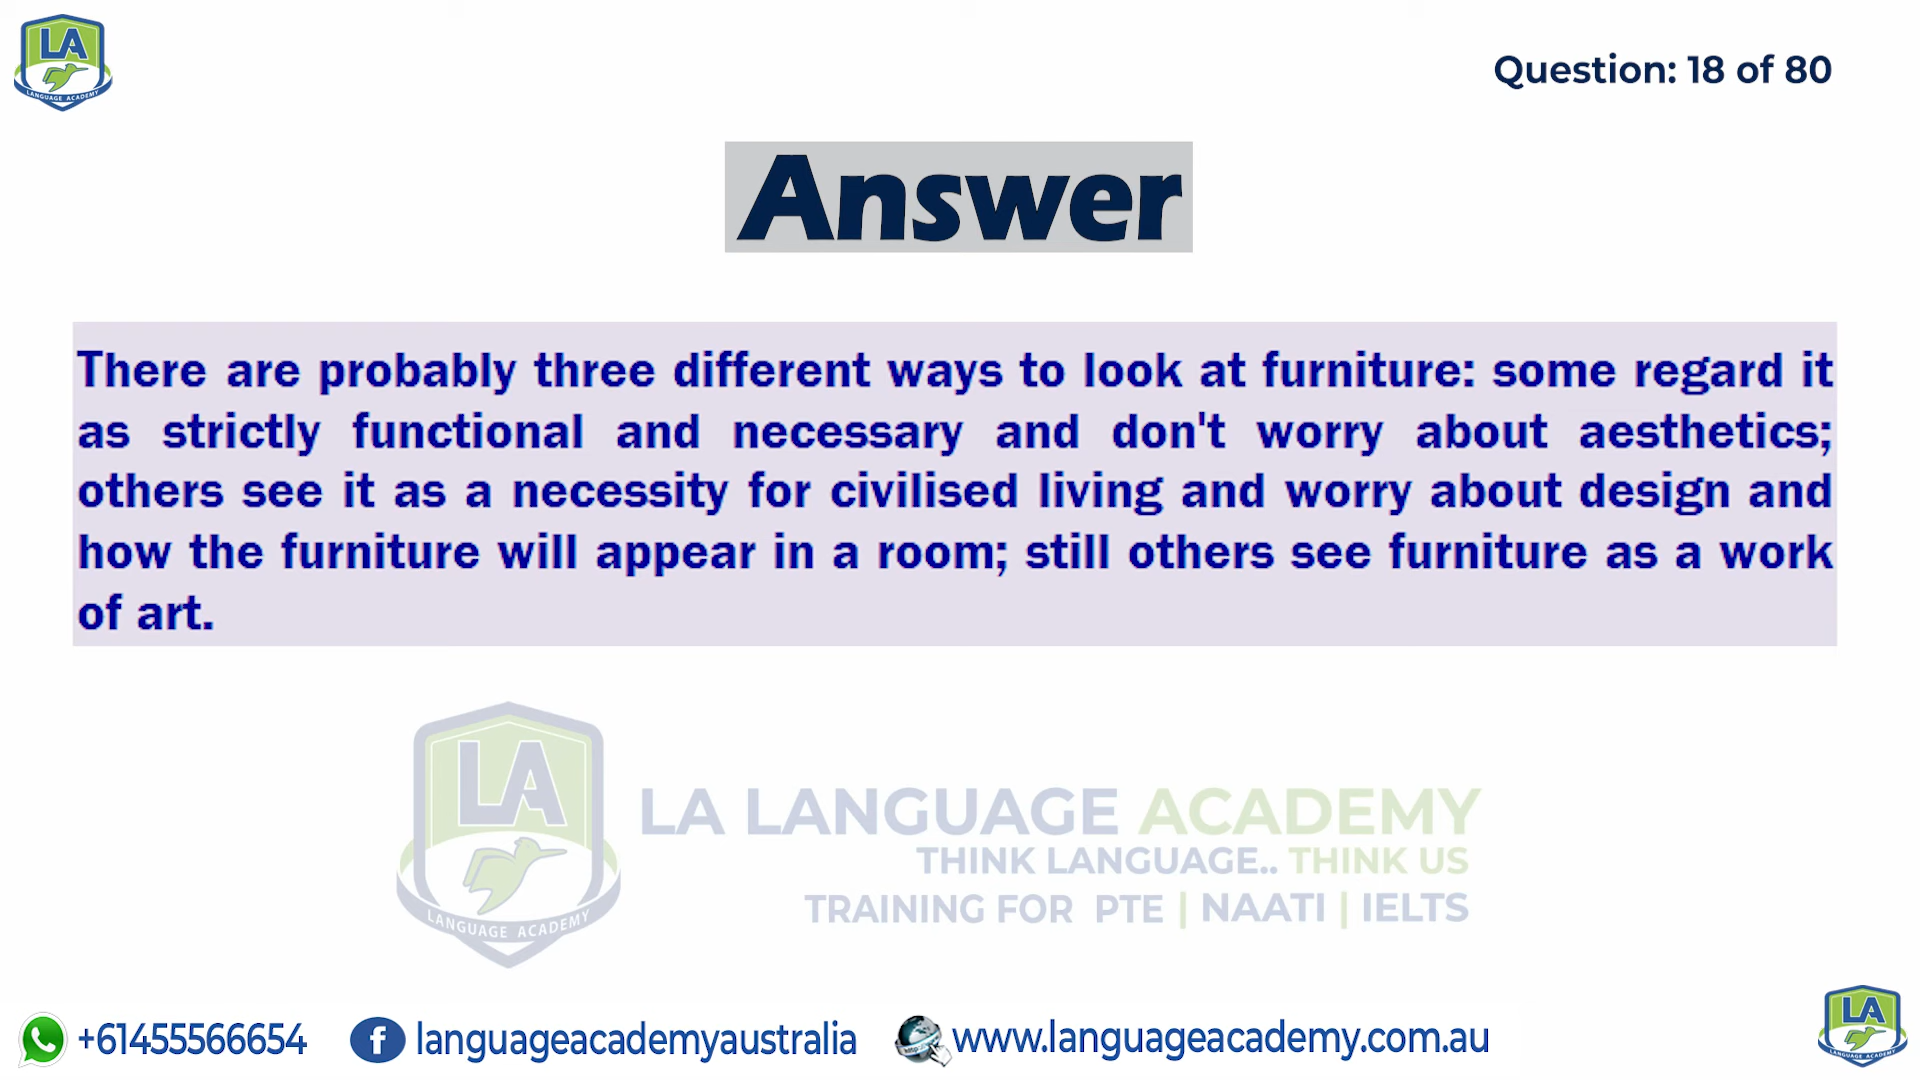 LA
LANGUAGE ACADEMY
Question: 18 of 80
Answer
There are probably three different ways to look at furniture: some regard it
as strictly functional and necessary and don't worry about aesthetics;
others see it as a necessity for civilised living and worry about design and
how the furniture will appear in a room; still others see furniture as a work
of art.
LA
LANGUAGE ACADEMY
LA LANGUAGE ACADEMY
THINK LANGUAGE.. THINK US
TRAINING FOR PTE | NAATI | IELTS
+61455566654
f languageacademyaustralia
www.languageacademy.com.au
LA
LANGUAGE ACADEMY